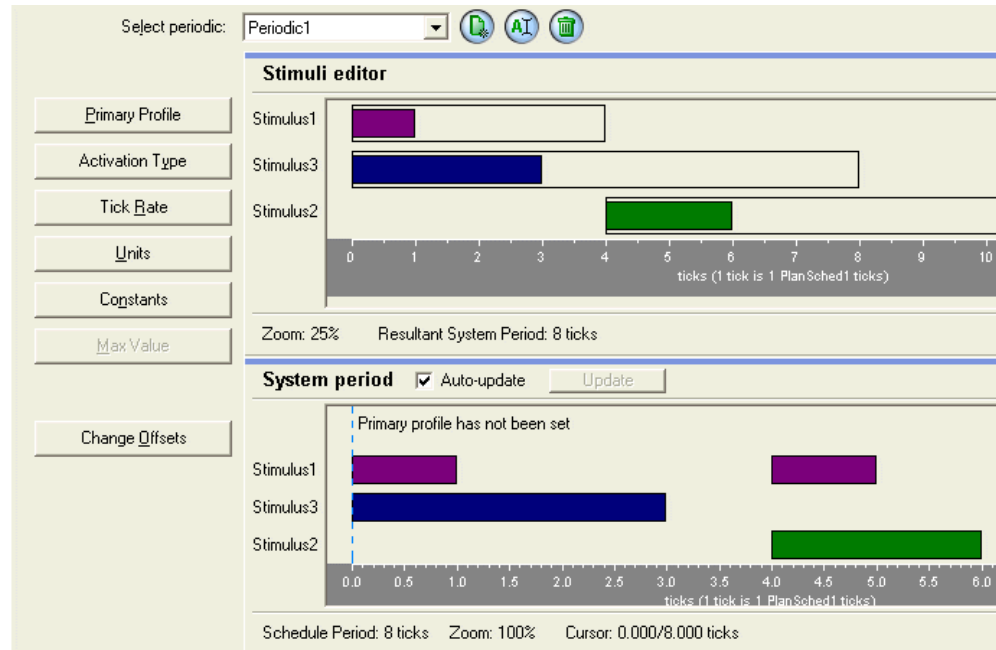 Select periodic: Periodic1
AI
Stimuli editor
Primary Profile
Activation Type
Tick Rate
Units
Constants
Max Value
Change Offsets
Stimulus1
Stimulus3
Stimulus2
0 1 2 3 4 5 6 7 8 9 10
ticks (1 tick is 1 PlanSched1 ticks)
Zoom: 25% Resultant System Period: 8 ticks
System period Auto-update Update
Primary profile has not been set
Stimulus1
Stimulus3
Stimulus2
0.0 0.5 1.0 1.5 2.0 2.5 3.0 3.5 4.0 4.5 5.0 5.5 6.0
ticks (1 tick is 1 PlanSched1 ticks)
Schedule Period: 8 ticks Zoom: 100% Cursor: 0.000/8.000 ticks